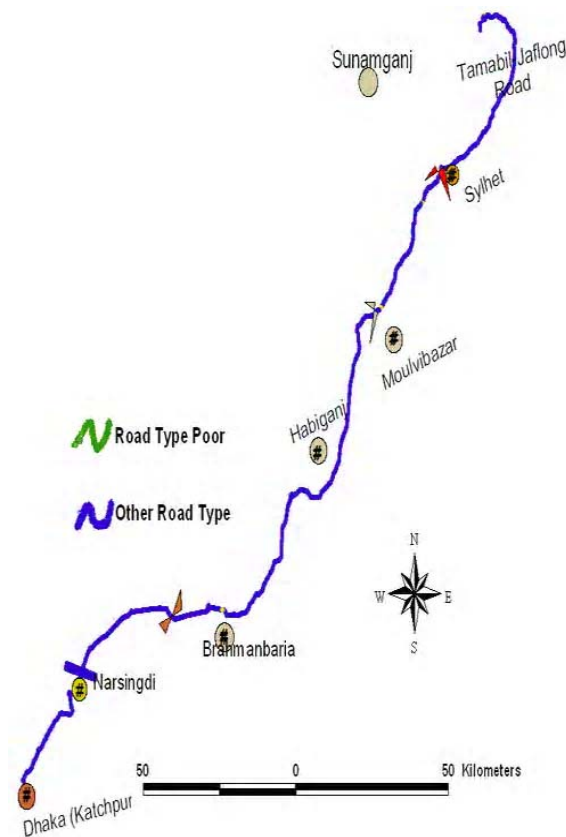 Sunamganj
Tamabil-Jaflong
Road
Sylhet
Moulvibazar
Habiganj
Road Type Poor
Other Road Type
N
W E
S
Brahmanbaria
Narsingdi
50 0 50 Kilometers
Dhaka (Katchpur